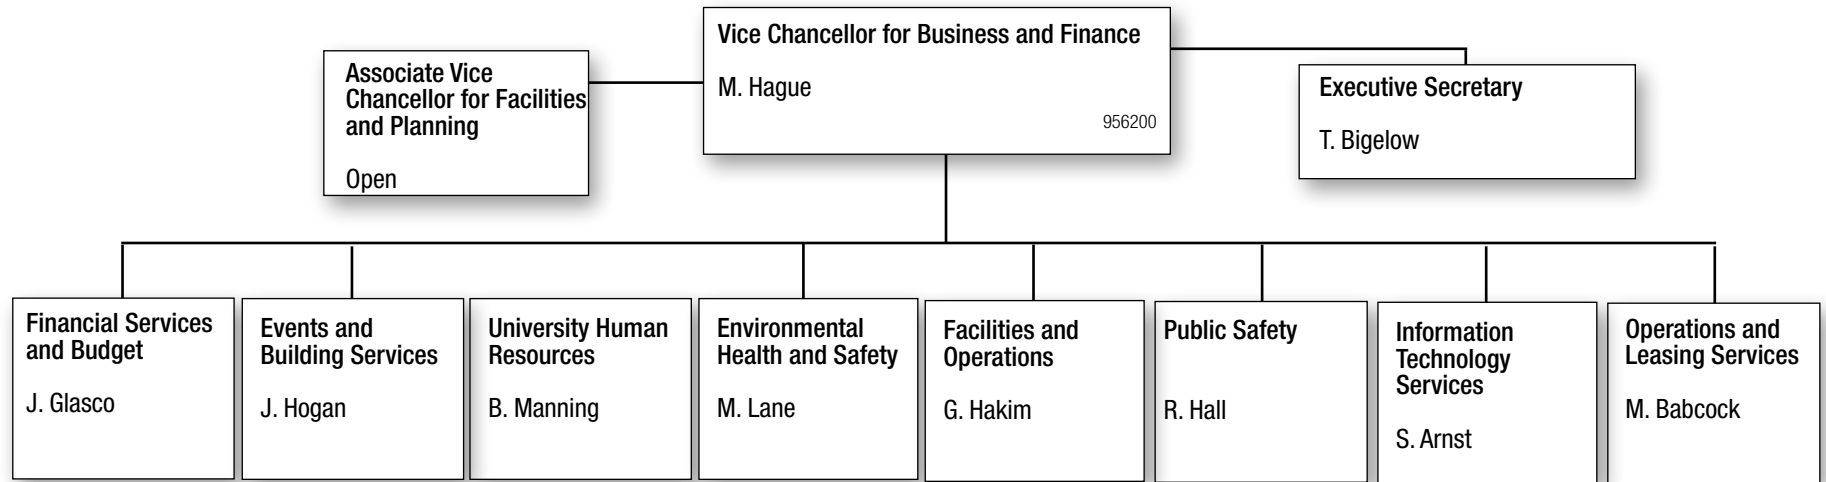 Vice Chancellor for Business and Finance
M. Hague
956200
Associate Vice
Chancellor for Facilities
and Planning
Open
Executive Secretary
T. Bigelow
Financial Services
and Budget
J. Glasco
Events and
Building Services
J. Hogan
University Human
Resources
B. Manning
Environmental
Health and Safety
M. Lane
Facilities and
Operations
G. Hakim
Public Safety
R. Hall
Information
Technology
Services
S. Arnst
Operations and
Leasing Services
M. Babcock